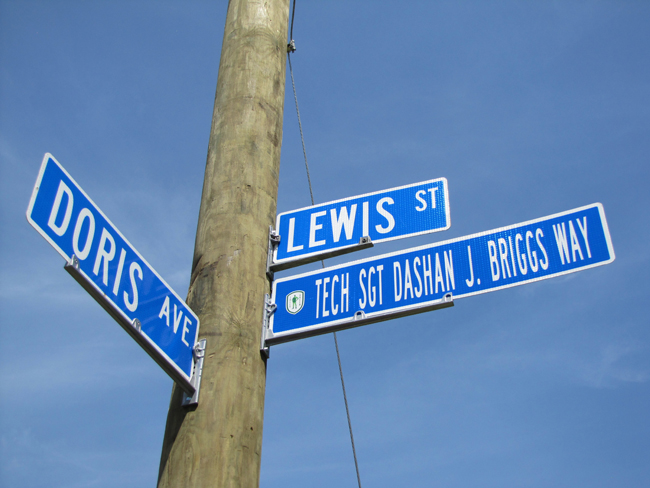 DORIS AVE
LEWIS ST
TECH SGT DASHAN J. BRIGGS WAY